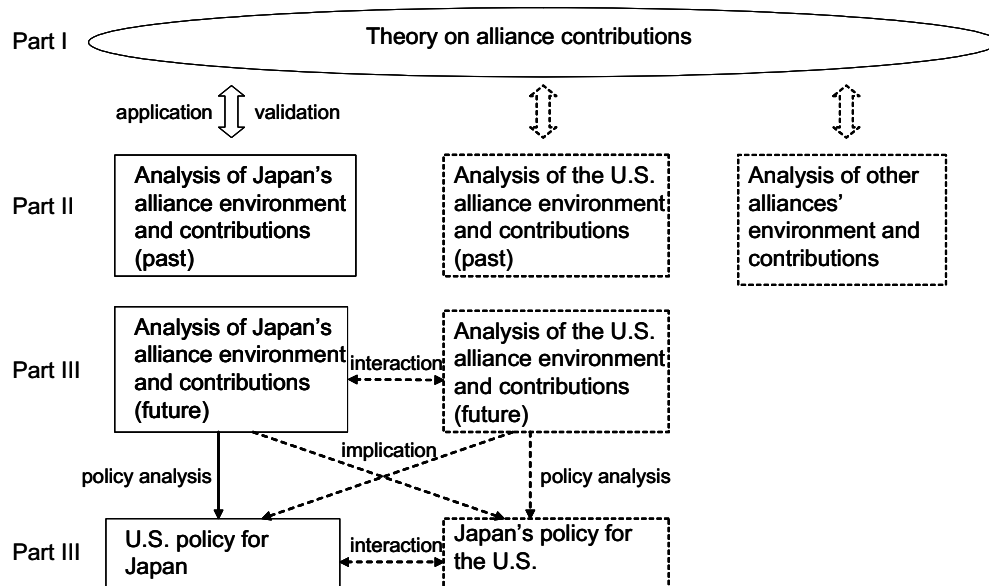 Part I
Theory on alliance contributions
application
validation
Part II
Analysis of Japan's
alliance environment
and contributions
(past)
Analysis of the U.S.
alliance environment
and contributions
(past)
Analysis of other
alliances'
environment and
contributions
Part III
Analysis of Japan's
alliance environment
and contributions
(future)
interaction
Analysis of the U.S.
alliance environment
and contributions
(future)
policy analysis
implication
policy analysis
Part III
U.S. policy for
Japan
interaction
Japan's policy for
the U.S.